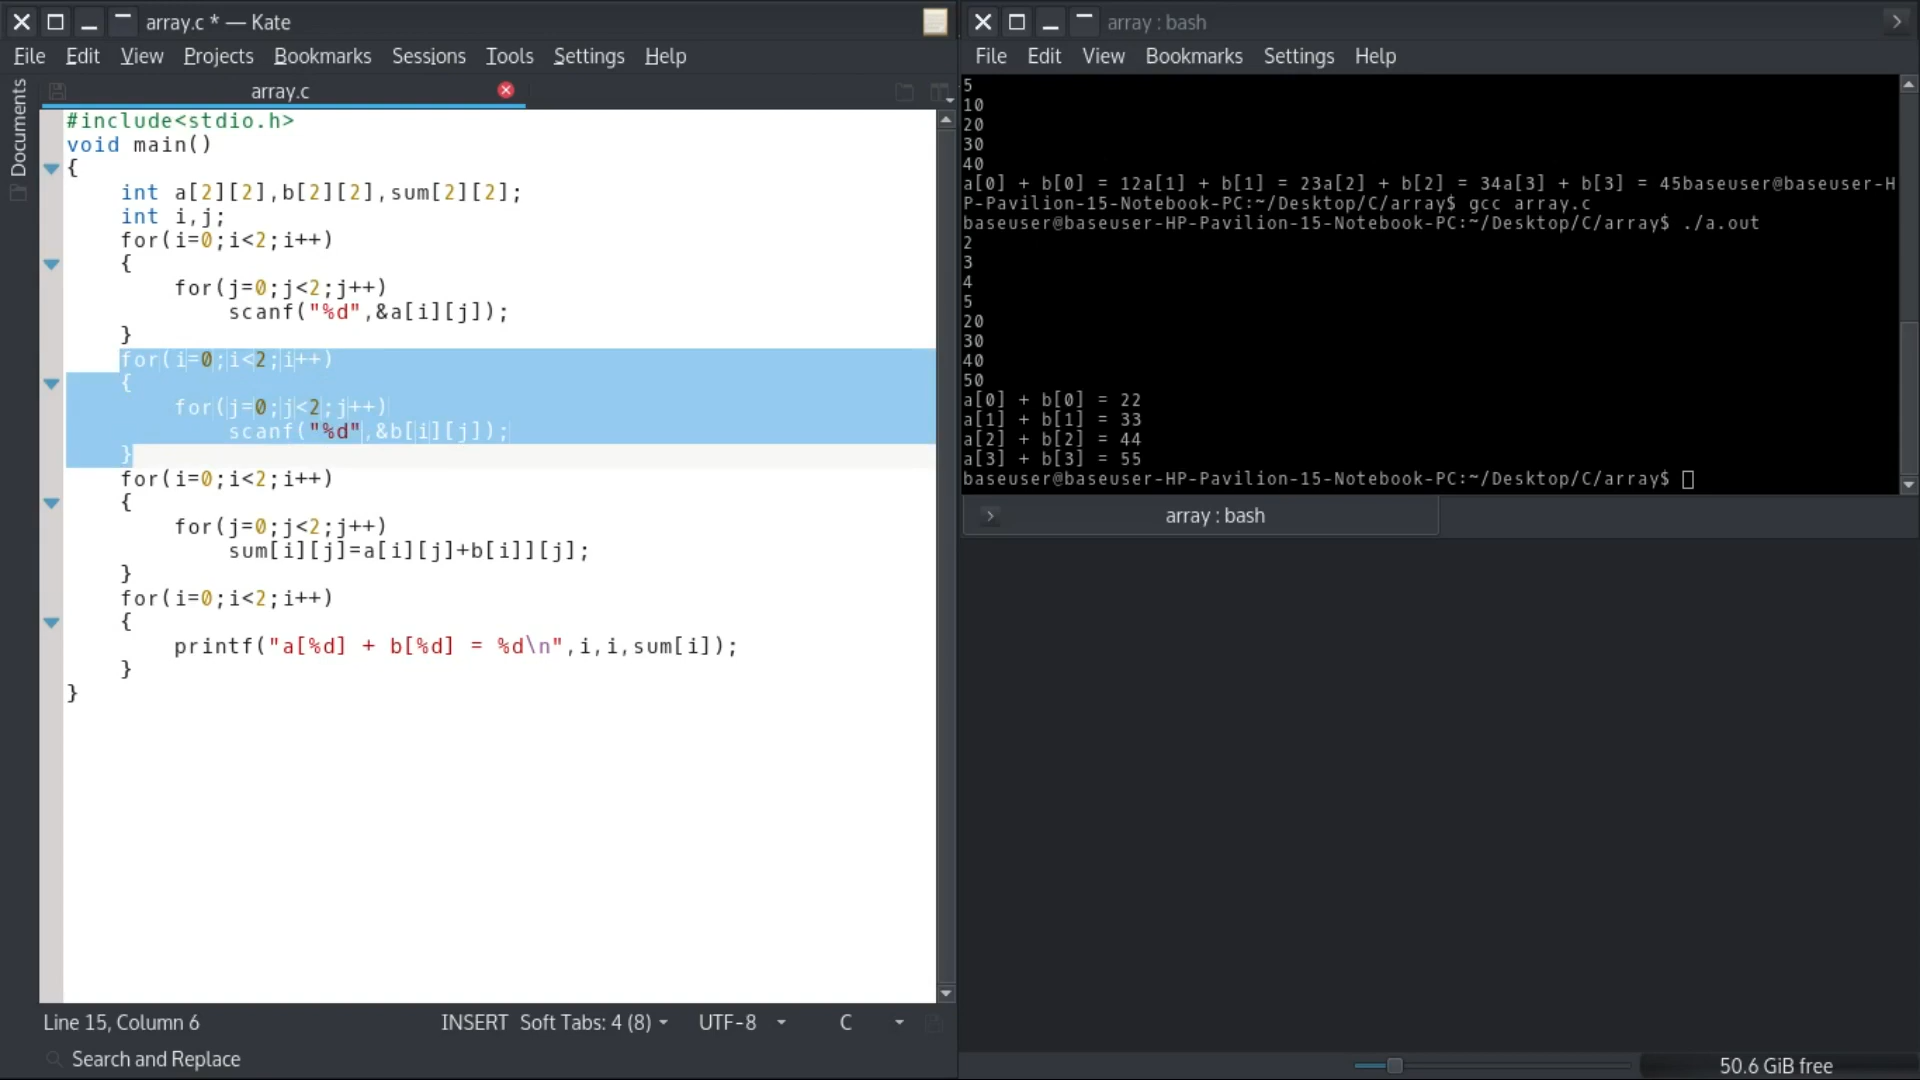 array.c * — Kate
File Edit View Projects Bookmarks Sessions Tools Settings Help
Documents
array.c
#include<stdio.h>
void main()
{
int a[2][2],b[2][2],sum[2][2];
int i,j;
for(i=0;i<2;i++)
{
for(j=0;j<2;j++)
scanf("%d",&a[i][j]);
}
for(i=0;i<2;i++)
{
for(j=0;j<2;j++)
scanf("%d",&b[i][j]);
}
for(i=0;i<2;i++)
{
for(j=0;j<2;j++)
sum[i][j]=a[i][j]+b[i]][j];
}
for(i=0;i<2;i++)
{
printf("a[%d] + b[%d] = %d\n",i,i,sum[i]);
}
}
Line 15, Column 6 INSERT Soft Tabs: 4 (8) UTF-8 C
Search and Replace
array : bash
File Edit View Bookmarks Settings Help
5
10
20
30
40
a[0] + b[0] = 12a[1] + b[1] = 23a[2] + b[2] = 34a[3] + b[3] = 45baseuser@baseuser-H
P-Pavilion-15-Notebook-PC:~/Desktop/C/array$ gcc array.c
baseuser@baseuser-HP-Pavilion-15-Notebook-PC:~/Desktop/C/array$ ./a.out
2
3
4
5
20
30
40
50
a[0] + b[0] = 22
a[1] + b[1] = 33
a[2] + b[2] = 44
a[3] + b[3] = 55
baseuser@baseuser-HP-Pavilion-15-Notebook-PC:~/Desktop/C/array$
array : bash
50.6 GiB free